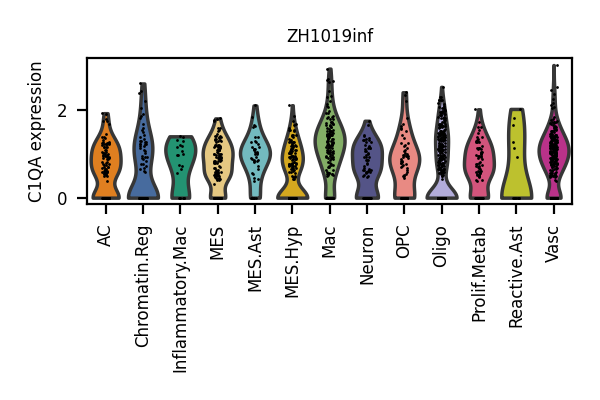 ZH1019inf
C1QA expression
2
0
AC
Chromatin.Reg
Inflammatory.Mac
MES
MES.Ast
MES.Hyp
Mac
Neuron
OPC
Oligo
Prolif.Metab
Reactive.Ast
Vasc